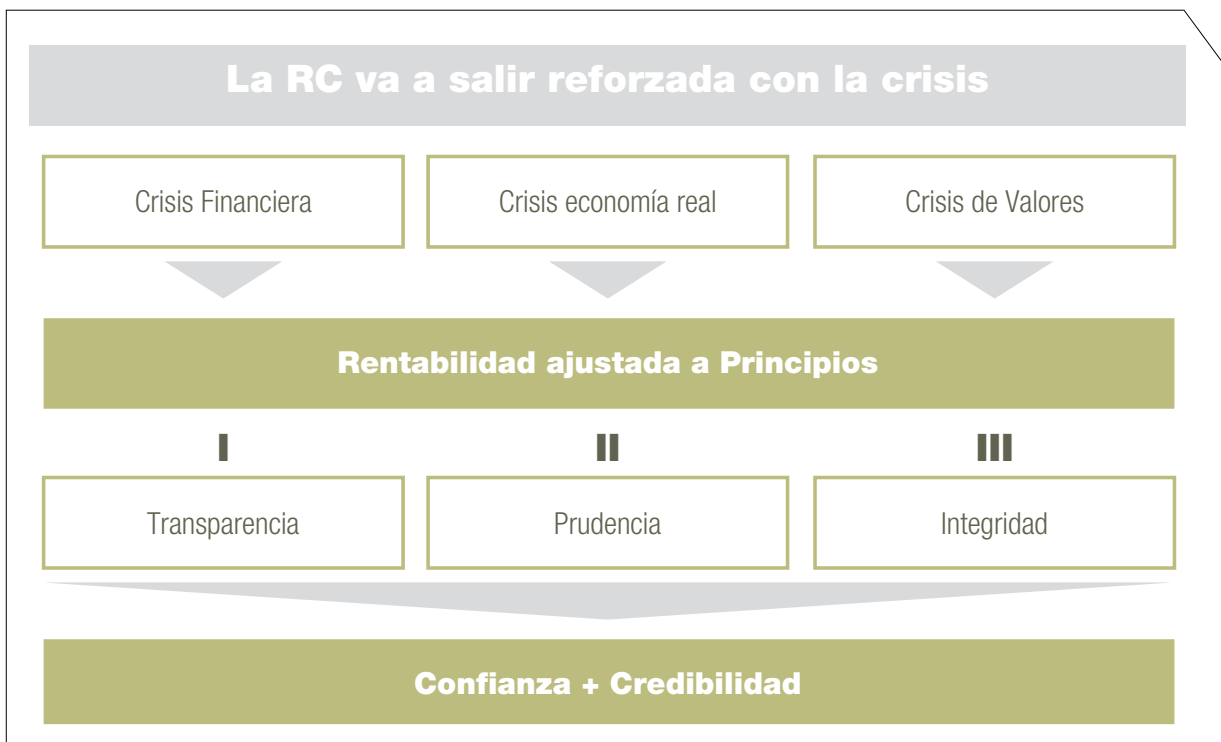 La RC va a salir reforzada con la crisis
Crisis Financiera
Crisis economía real
Crisis de Valores
Rentabilidad ajustada a Principios
I
II
III
Transparencia
Prudencia
Integridad
Confianza + Credibilidad